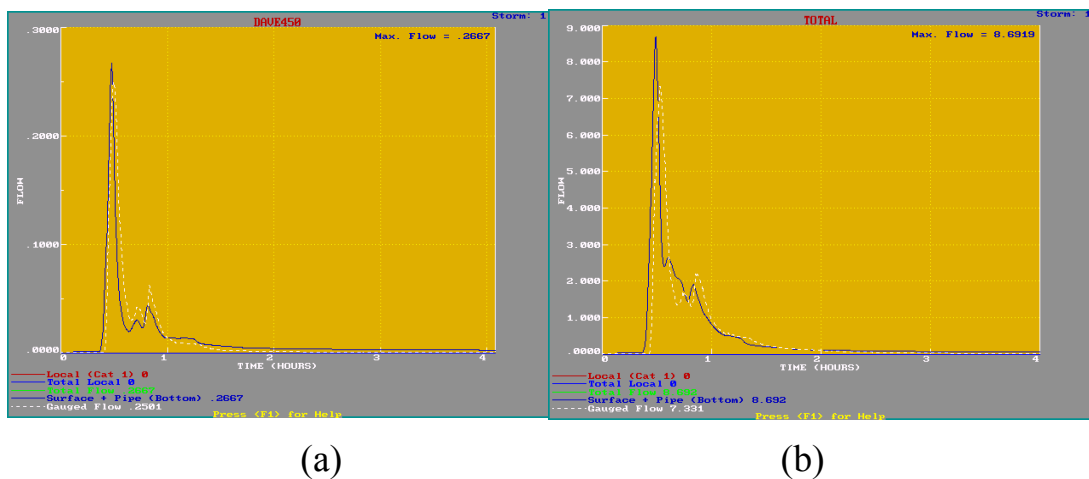 DAVE450
Storm: 1
Max. Flow = .2667
.3000
.2000
.1000
.0000
FLOW
0 1 2 3 4
TIME (HOURS)
Local (Cat 1) 0
Total Local 0
Surface + Pipe (Bottom) .2667
Gauged Flow .2501
Press (F1) for Help
(a)
TOTAL
Storm: 1
Max. Flow = 8.6919
9.000
8.000
7.000
6.000
5.000
4.000
3.000
2.000
1.000
.0000
FLOW
0 1 2 3 4
TIME (HOURS)
Local (Cat 1) 0
Total Local 0
Surface + Pipe (Bottom) 8.692
Gauged Flow 7.331
Press (F1) for Help
(b)